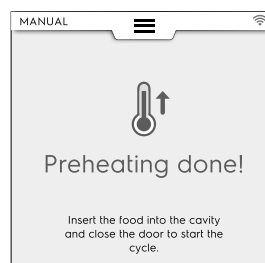 MANUAL
Preheating done!
Insert the food into the cavity
and close the door to start the
cycle.